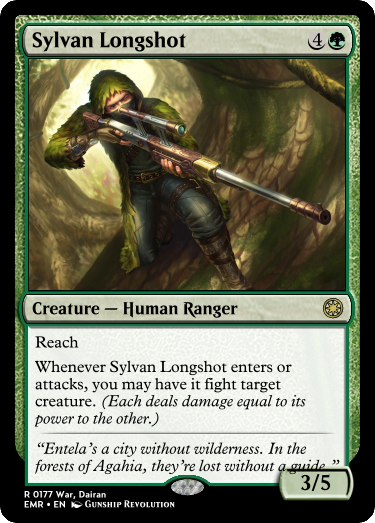 Sylvan Longshot 4
Creature — Human Ranger
Reach
Whenever Sylvan Longshot enters or
attacks, you may have it fight target
creature. (Each deals damage equal to its
power to the other.)
“Entela’s a city without wilderness. In the
forests of Agahia, they’re lost without a guide.”
3/5
R 0177 War, Dairan
EMR • EN Gunship Revolution